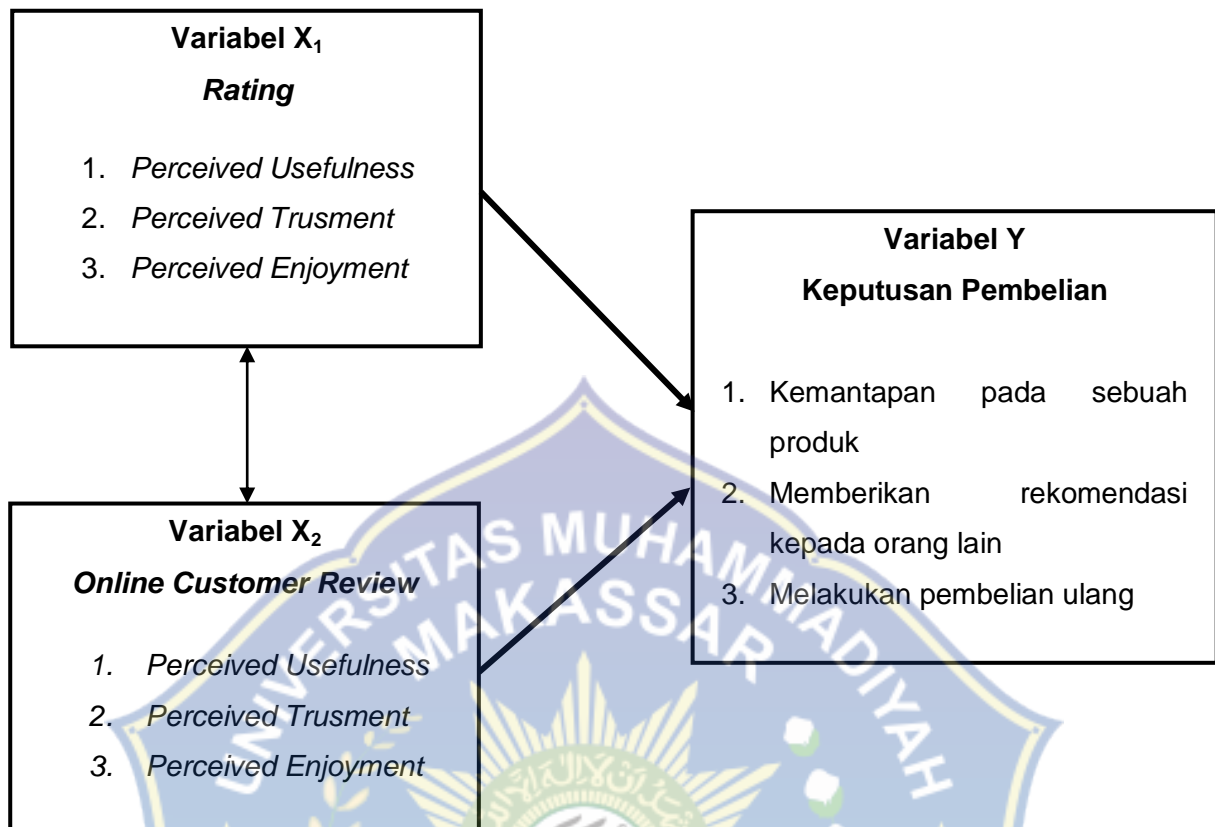 Variabel X₁
Rating
1. Perceived Usefulness
2. Perceived Trusment
3. Perceived Enjoyment
Variabel Y
Keputusan Pembelian
1. Kemantapan pada sebuah
produk
2. Memberikan rekomendasi
kepada orang lain
3. Melakukan pembelian ulang
Variabel X₂
Online Customer Review
1. Perceived Usefulness
2. Perceived Trusment
3. Perceived Enjoyment
UNIVERSITAS MUHAMMADIYAH
MAKASSAR